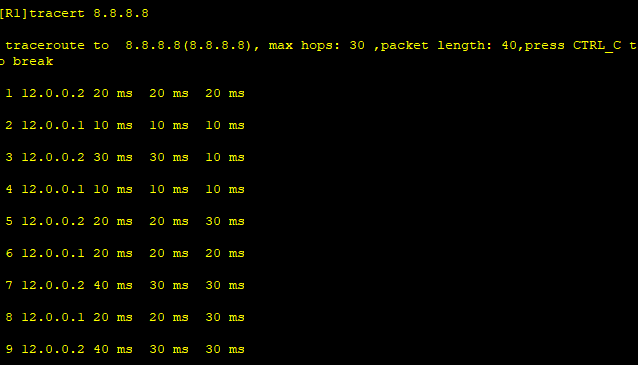 [R1]tracert 8.8.8.8
traceroute to  8.8.8.8(8.8.8.8), max hops: 30 ,packet length: 40,press CTRL_C t
o break
1 12.0.0.2 20 ms  20 ms  20 ms
2 12.0.0.1 10 ms  10 ms  10 ms
3 12.0.0.2 30 ms  30 ms  10 ms
4 12.0.0.1 10 ms  10 ms  10 ms
5 12.0.0.2 20 ms  20 ms  30 ms
6 12.0.0.1 20 ms  20 ms  20 ms
7 12.0.0.2 40 ms  30 ms  30 ms
8 12.0.0.1 20 ms  20 ms  30 ms
9 12.0.0.2 40 ms  30 ms  30 ms